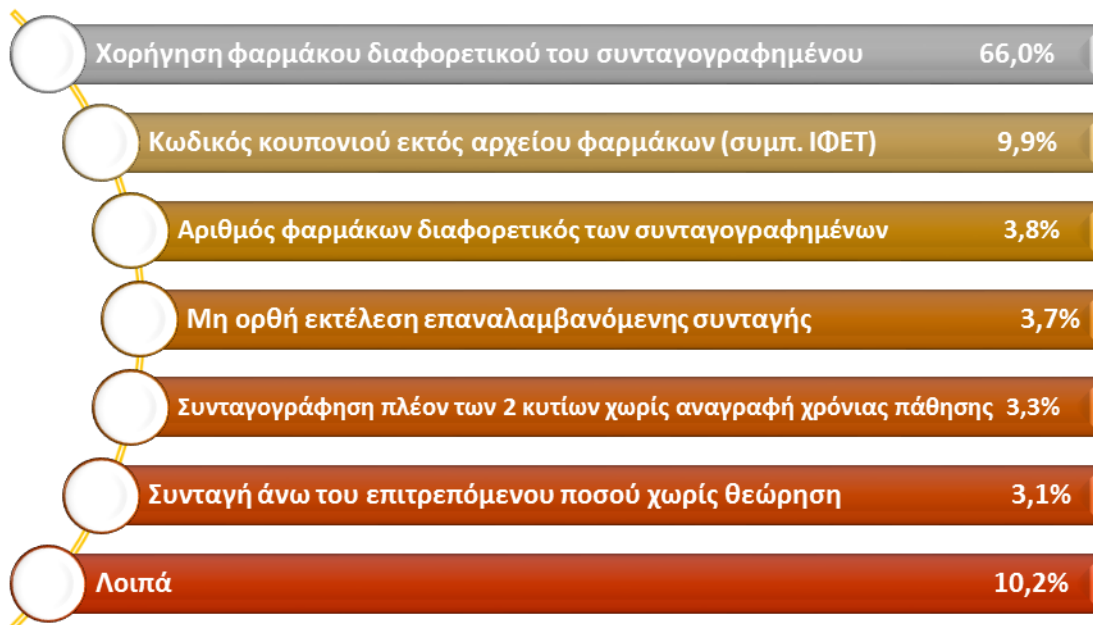 Χορήγηση φαρμάκου διαφορετικού του συνταγογραφημένου 66,0%
Κωδικός κουπονιού εκτός αρχείου φαρμάκων (συμπ. ΙΦΕΤ) 9,9%
Αριθμός φαρμάκων διαφορετικός των συνταγογραφημένων 3,8%
Μη ορθή εκτέλεση επαναλαμβανόμενης συνταγής 3,7%
Συνταγογράφηση πλέον των 2 κυτίων χωρίς αναγραφή χρόνιας πάθησης 3,3%
Συνταγή άνω του επιτρεπόμενου ποσού χωρίς θεώρηση 3,1%
Λοιπά 10,2%